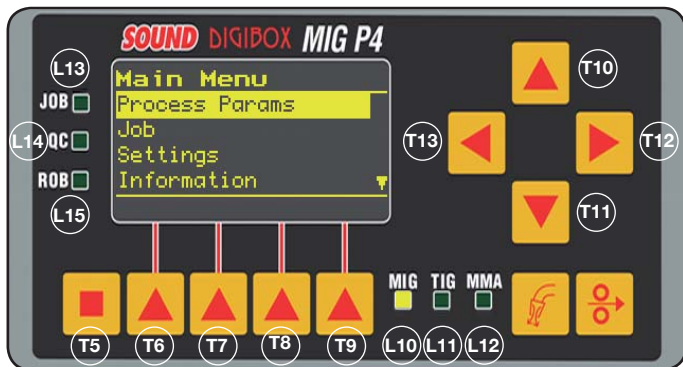 SOUND DIGIBOX MIG P4
L13
T10
Main Menu
Process Params
JOB
Job
L14 QC
T13
T12
Settings
ROB
Information
L15
T11
MIG TIG MMA
T5 T6 T7 T8 T9 L10 L11 L12